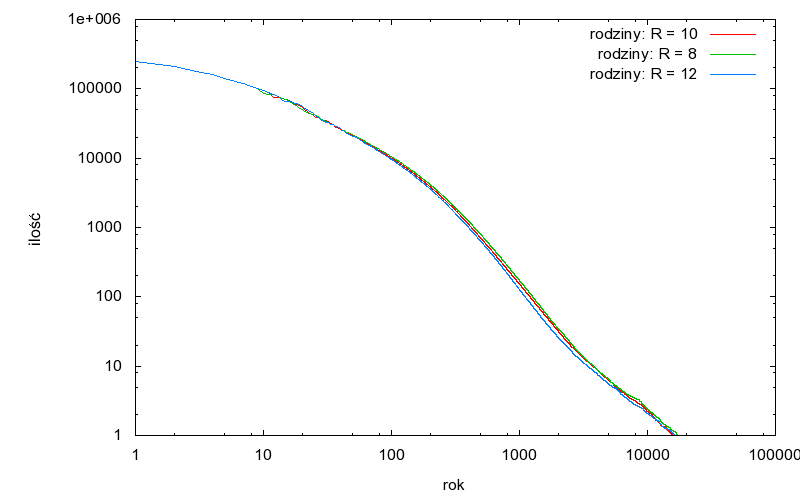 1e+006
100000
10000
1000
100
10
1
ilość
rodziny: R = 10
rodziny: R = 8
rodziny: R = 12
1 10 100 1000 10000 100000
rok